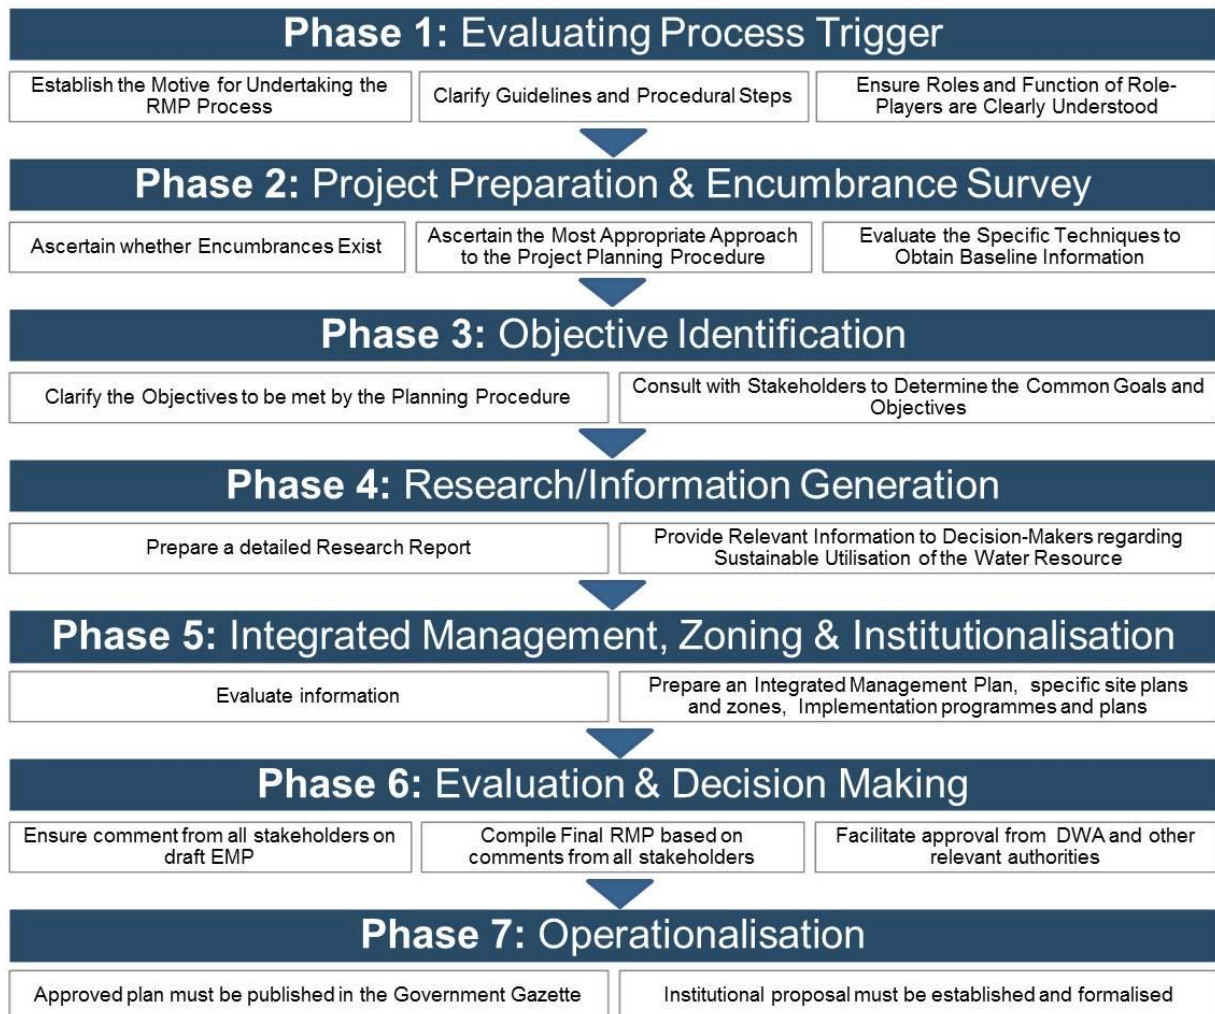 Phase 1: Evaluating Process Trigger
Establish the Motive for Undertaking the
RMP Process
Clarify Guidelines and Procedural Steps
Ensure Roles and Function of Role-
Players are Clearly Understood
Phase 2: Project Preparation & Encumbrance Survey
Ascertain whether Encumbrances Exist
Ascertain the Most Appropriate Approach
to the Project Planning Procedure
Evaluate the Specific Techniques to
Obtain Baseline Information
Phase 3: Objective Identification
Clarify the Objectives to be met by the Planning Procedure
Consult with Stakeholders to Determine the Common Goals and
Objectives
Phase 4: Research/Information Generation
Prepare a detailed Research Report
Provide Relevant Information to Decision-Makers regarding
Sustainable Utilisation of the Water Resource
Phase 5: Integrated Management, Zoning & Institutionalisation
Evaluate information
Prepare an Integrated Management Plan, specific site plans
and zones, Implementation programmes and plans
Phase 6: Evaluation & Decision Making
Ensure comment from all stakeholders on
draft EMP
Compile Final RMP based on
comments from all stakeholders
Facilitate approval from DWA and other
relevant authorities
Phase 7: Operationalisation
Approved plan must be published in the Government Gazette
Institutional proposal must be established and formalised